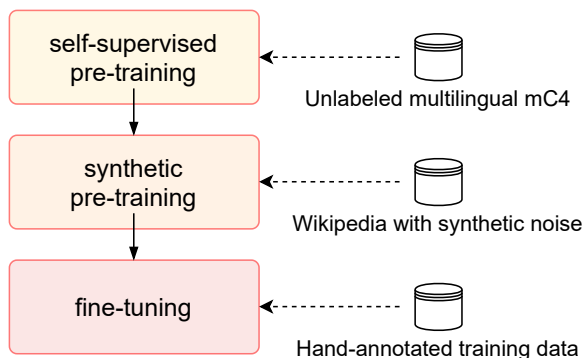 self-supervised
pre-training
Unlabeled multilingual mC4
synthetic
pre-training
Wikipedia with synthetic noise
fine-tuning
Hand-annotated training data